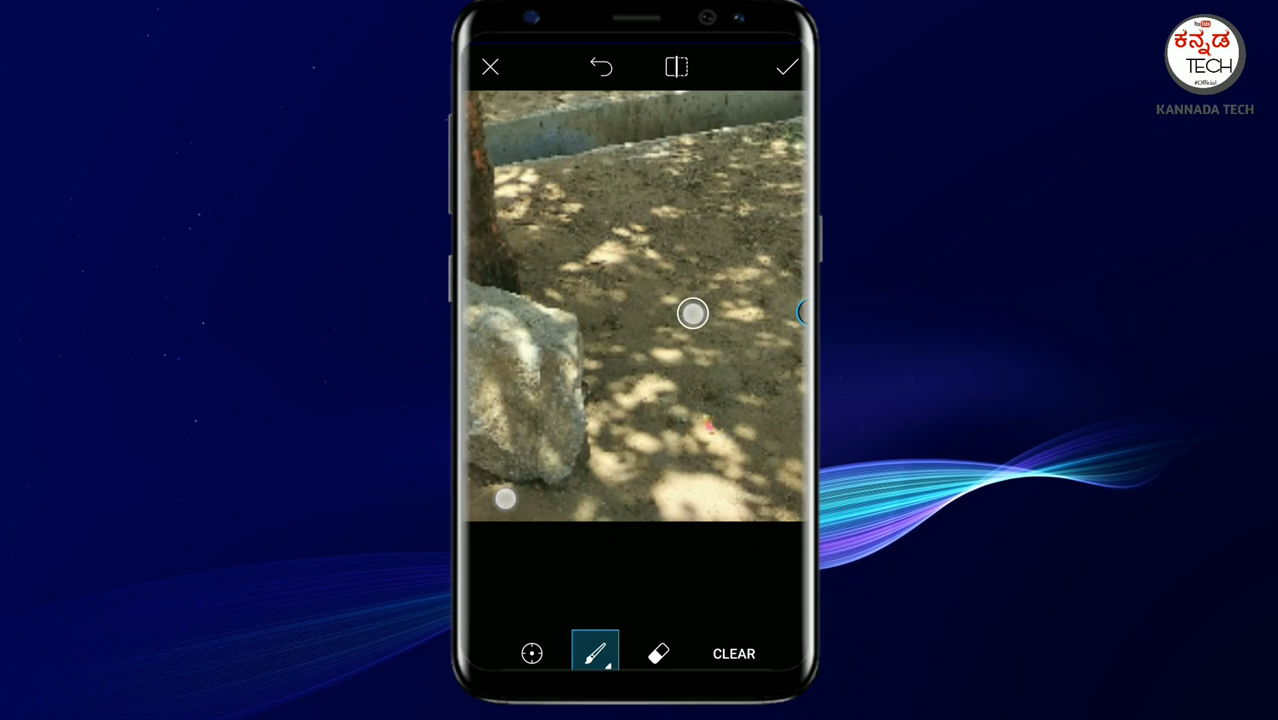 You Tube
ಕನ್ನಡ
TECH
#Official
KANNADA TECH
CLEAR